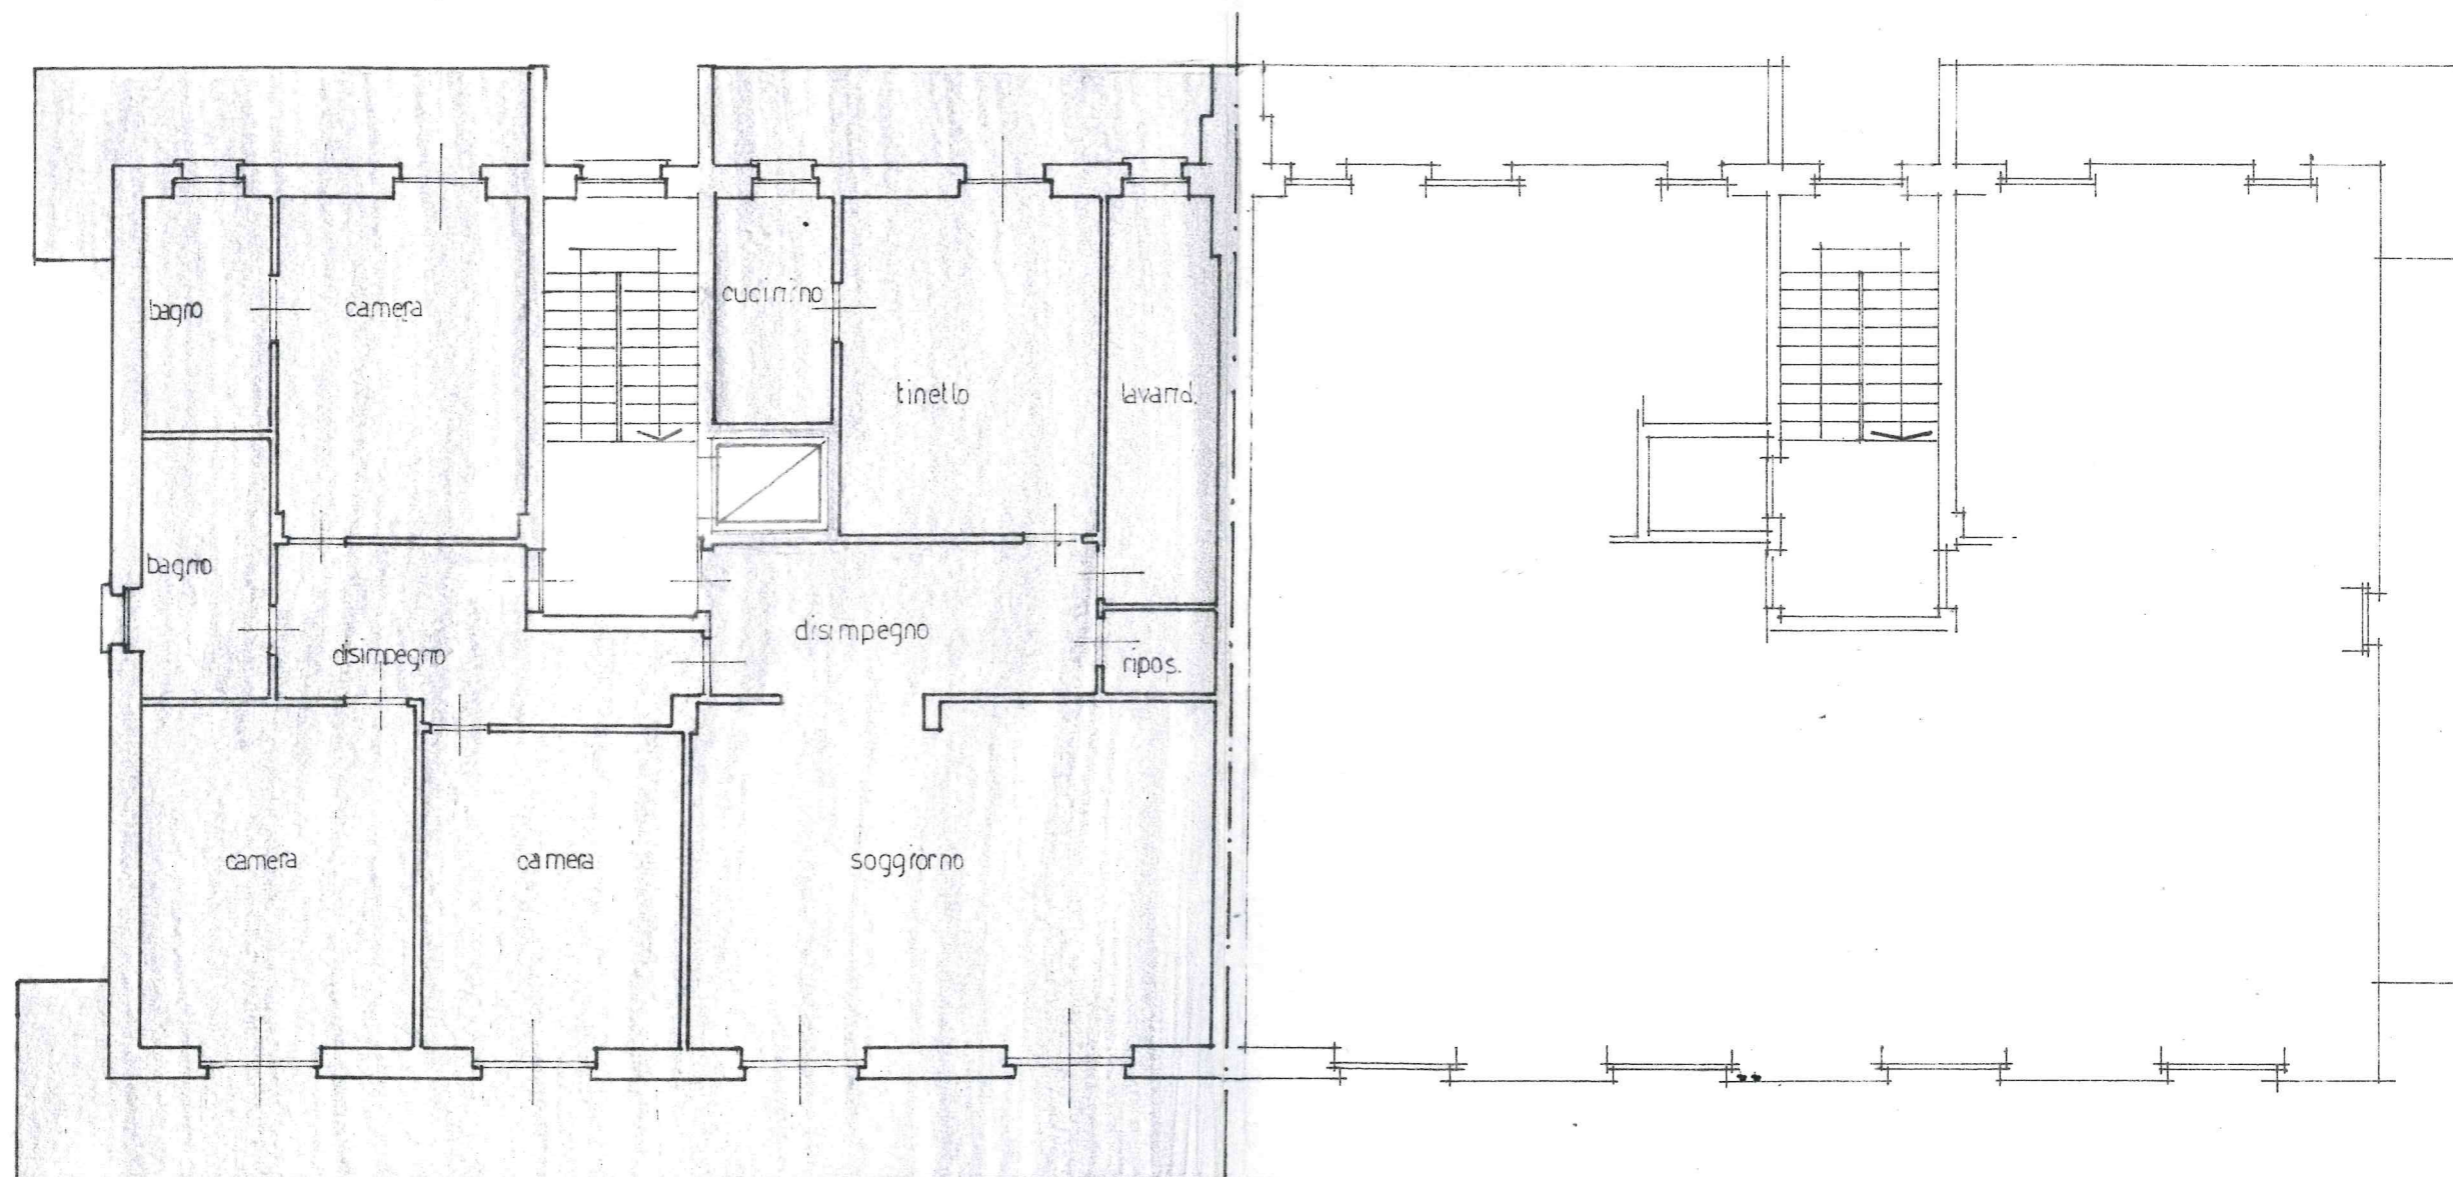 cucinino
bagno
camera
tinello
lavand.
bagno
disimpegno
disimpegno
ripos.
camera
camera
soggiorno